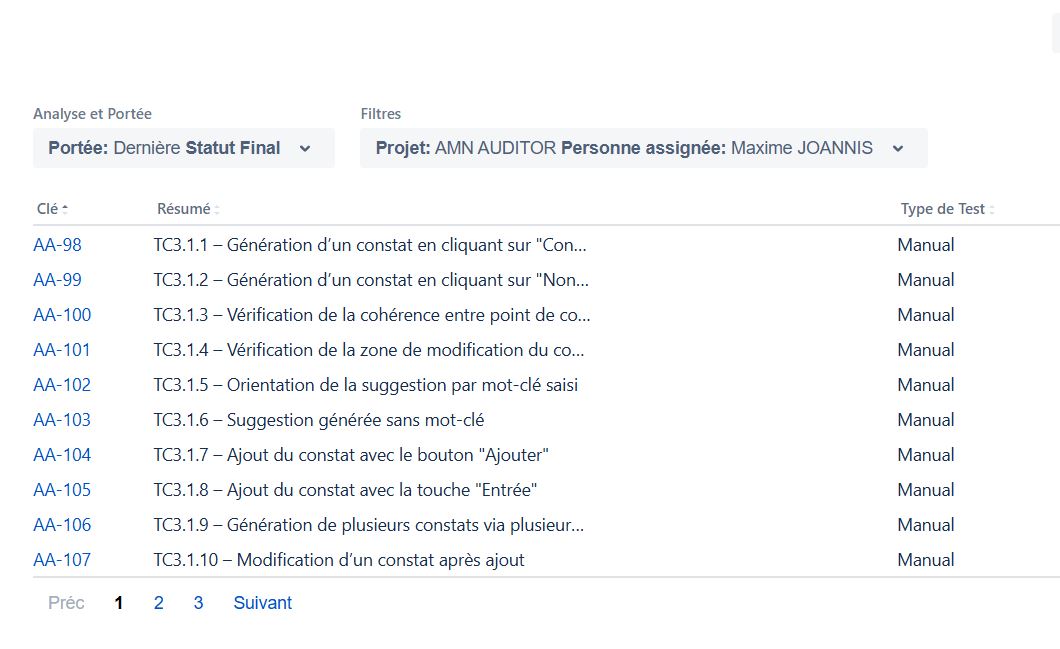 Analyse et Portée Filtres
Portée: Dernière Statut Final Projet: AMN AUDITOR Personne assignée: Maxime JOANNIS
Clé Résumé Type de Test
AA-98 TC3.1.1 – Génération d’un constat en cliquant sur "Con... Manual
AA-99 TC3.1.2 – Génération d’un constat en cliquant sur "Non... Manual
AA-100 TC3.1.3 – Vérification de la cohérence entre point de co... Manual
AA-101 TC3.1.4 – Vérification de la zone de modification du co... Manual
AA-102 TC3.1.5 – Orientation de la suggestion par mot-clé saisi Manual
AA-103 TC3.1.6 – Suggestion générée sans mot-clé Manual
AA-104 TC3.1.7 – Ajout du constat avec le bouton "Ajouter" Manual
AA-105 TC3.1.8 – Ajout du constat avec la touche "Entrée" Manual
AA-106 TC3.1.9 – Génération de plusieurs constats via plusieur... Manual
AA-107 TC3.1.10 – Modification d’un constat après ajout Manual
Préc 1 2 3 Suivant